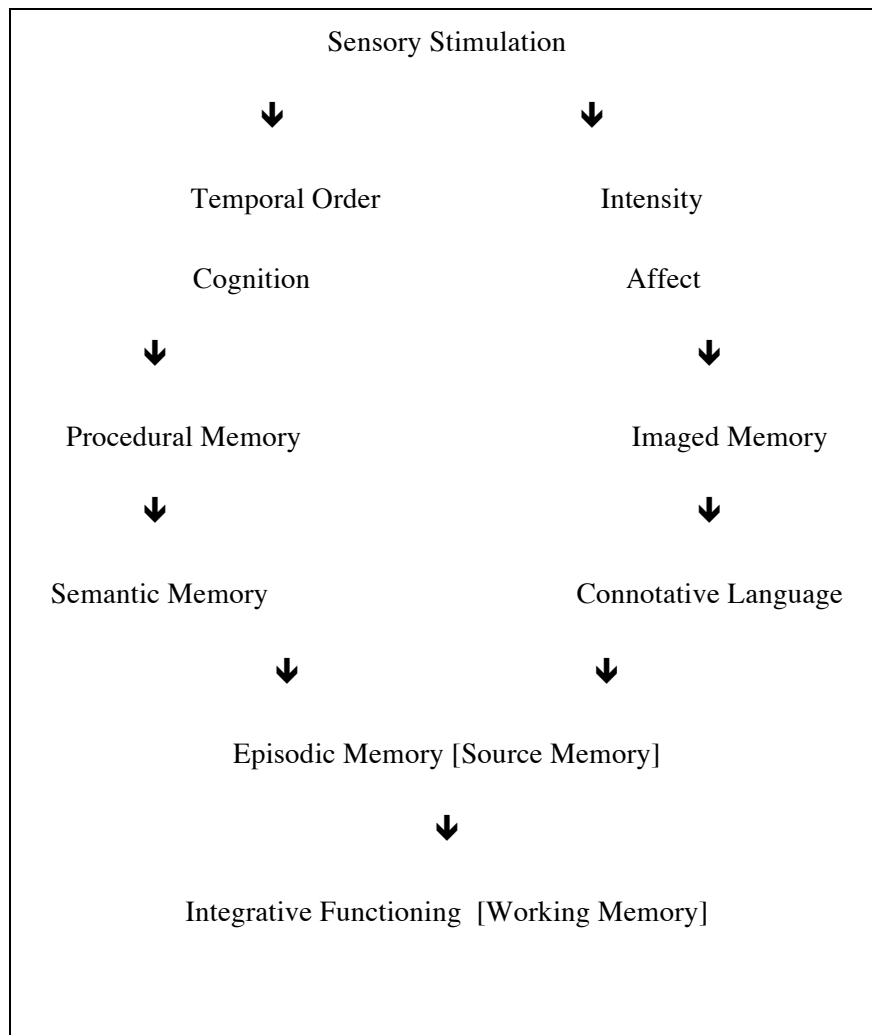 Sensory Stimulation
Temporal Order Intensity
Cognition Affect
Procedural Memory Imaged Memory
Semantic Memory Connotative Language
Episodic Memory [Source Memory]
Integrative Functioning [Working Memory]